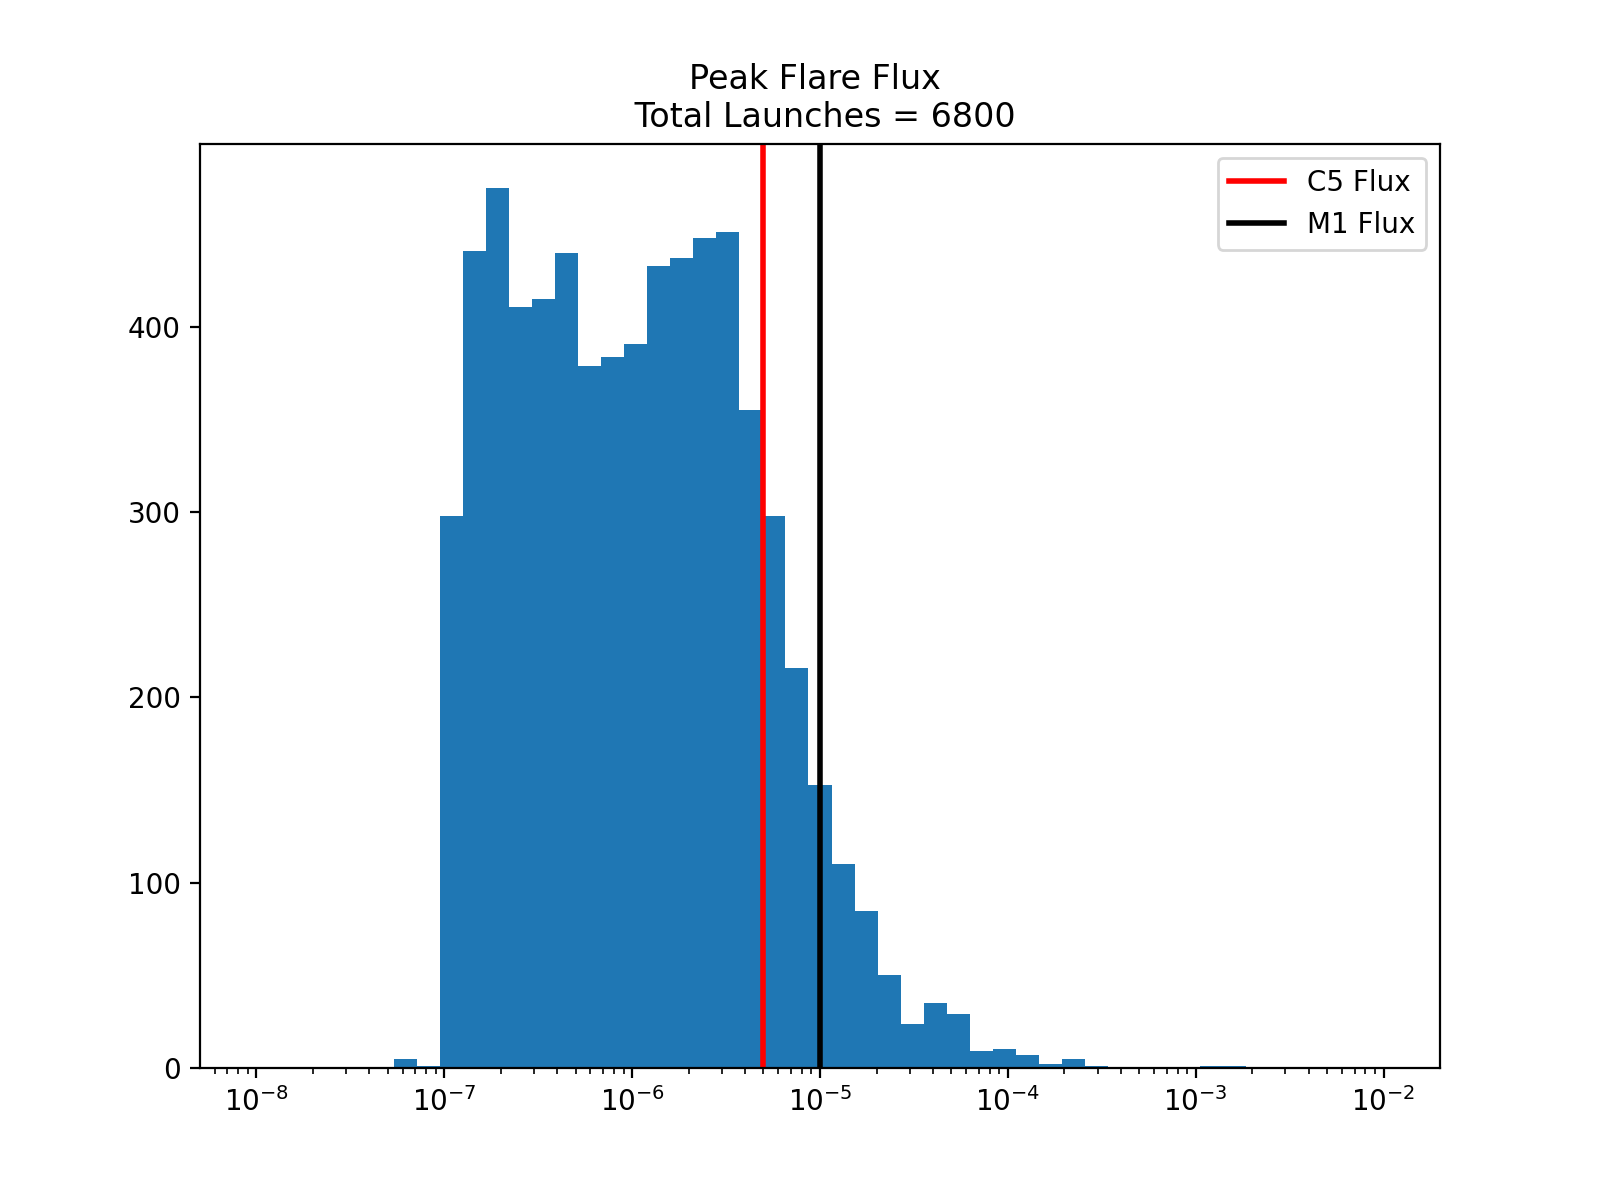 Peak Flare Flux
Total Launches = 6800
C5 Flux
M1 Flux
400
300
200
100
0
10⁻⁸ 10⁻⁷ 10⁻⁶ 10⁻⁵ 10⁻⁴ 10⁻³ 10⁻²